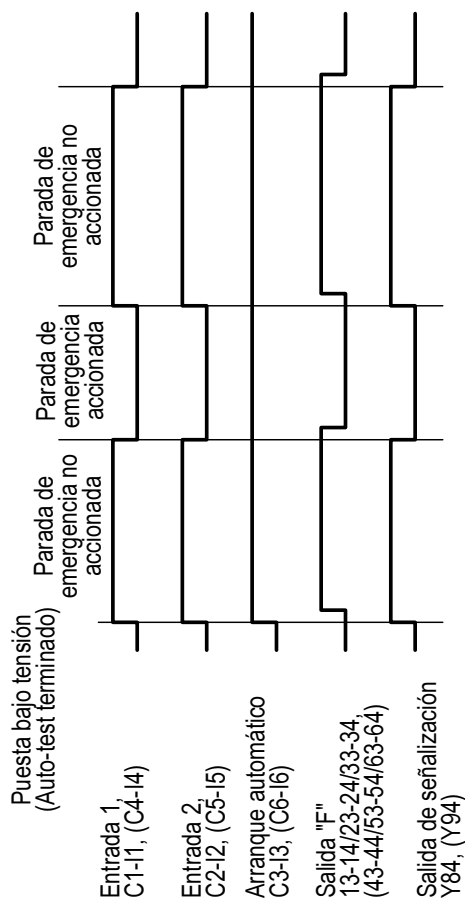 Puesta bajo tensión
(Auto-test terminado)
Parada de
emergencia no
accionada
Parada de
emergencia
accionada
Parada de
emergencia no
accionada
Entrada 1,
C1-I1, (C4-I4)
Entrada 2,
C2-I2, (C5-I5)
Arranque automático
C3-I3, (C6-I6)
Salida "F"
13-14/23-24/33-34,
(43-44/53-54/63-64)
Salida de señalización
Y84, (Y94)